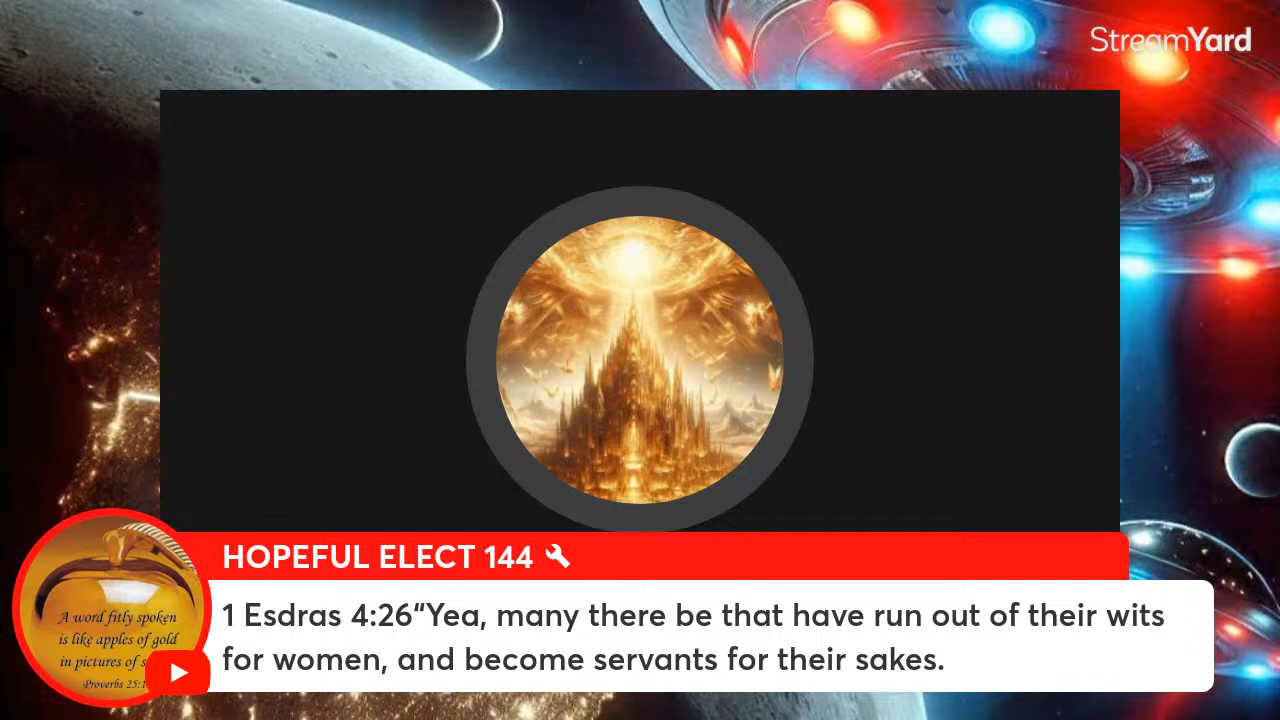 StreamYard
HOPEFUL ELECT 144
1 Esdras 4:26“Yea, many there be that have run out of their wits
for women, and become servants for their sakes.
A word fitly spoken
is like apples of gold
in pictures of
Proverbs